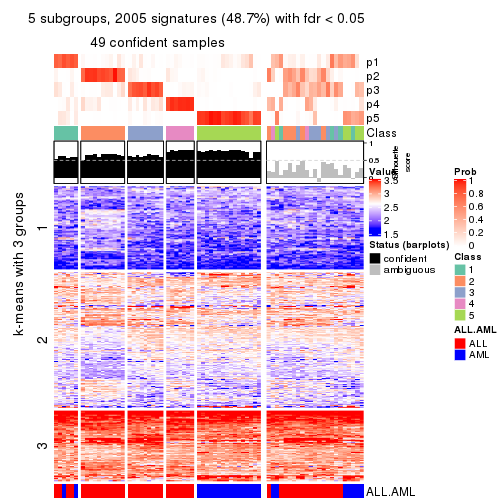 5 subgroups, 2005 signatures (48.7%) with fdr < 0.05
49 confident samples
p1
p2
p3
p4
p5
Class
1
0.5
0
silhouette
score
k-means with 3 groups
1
2
3
ALL.AML
Value
3.5
3
2.5
2
1.5
Status (barplots)
confident
ambiguous
Prob
1
0.8
0.6
0.4
0.2
0
Class
1
2
3
4
5
ALL.AML
ALL
AML